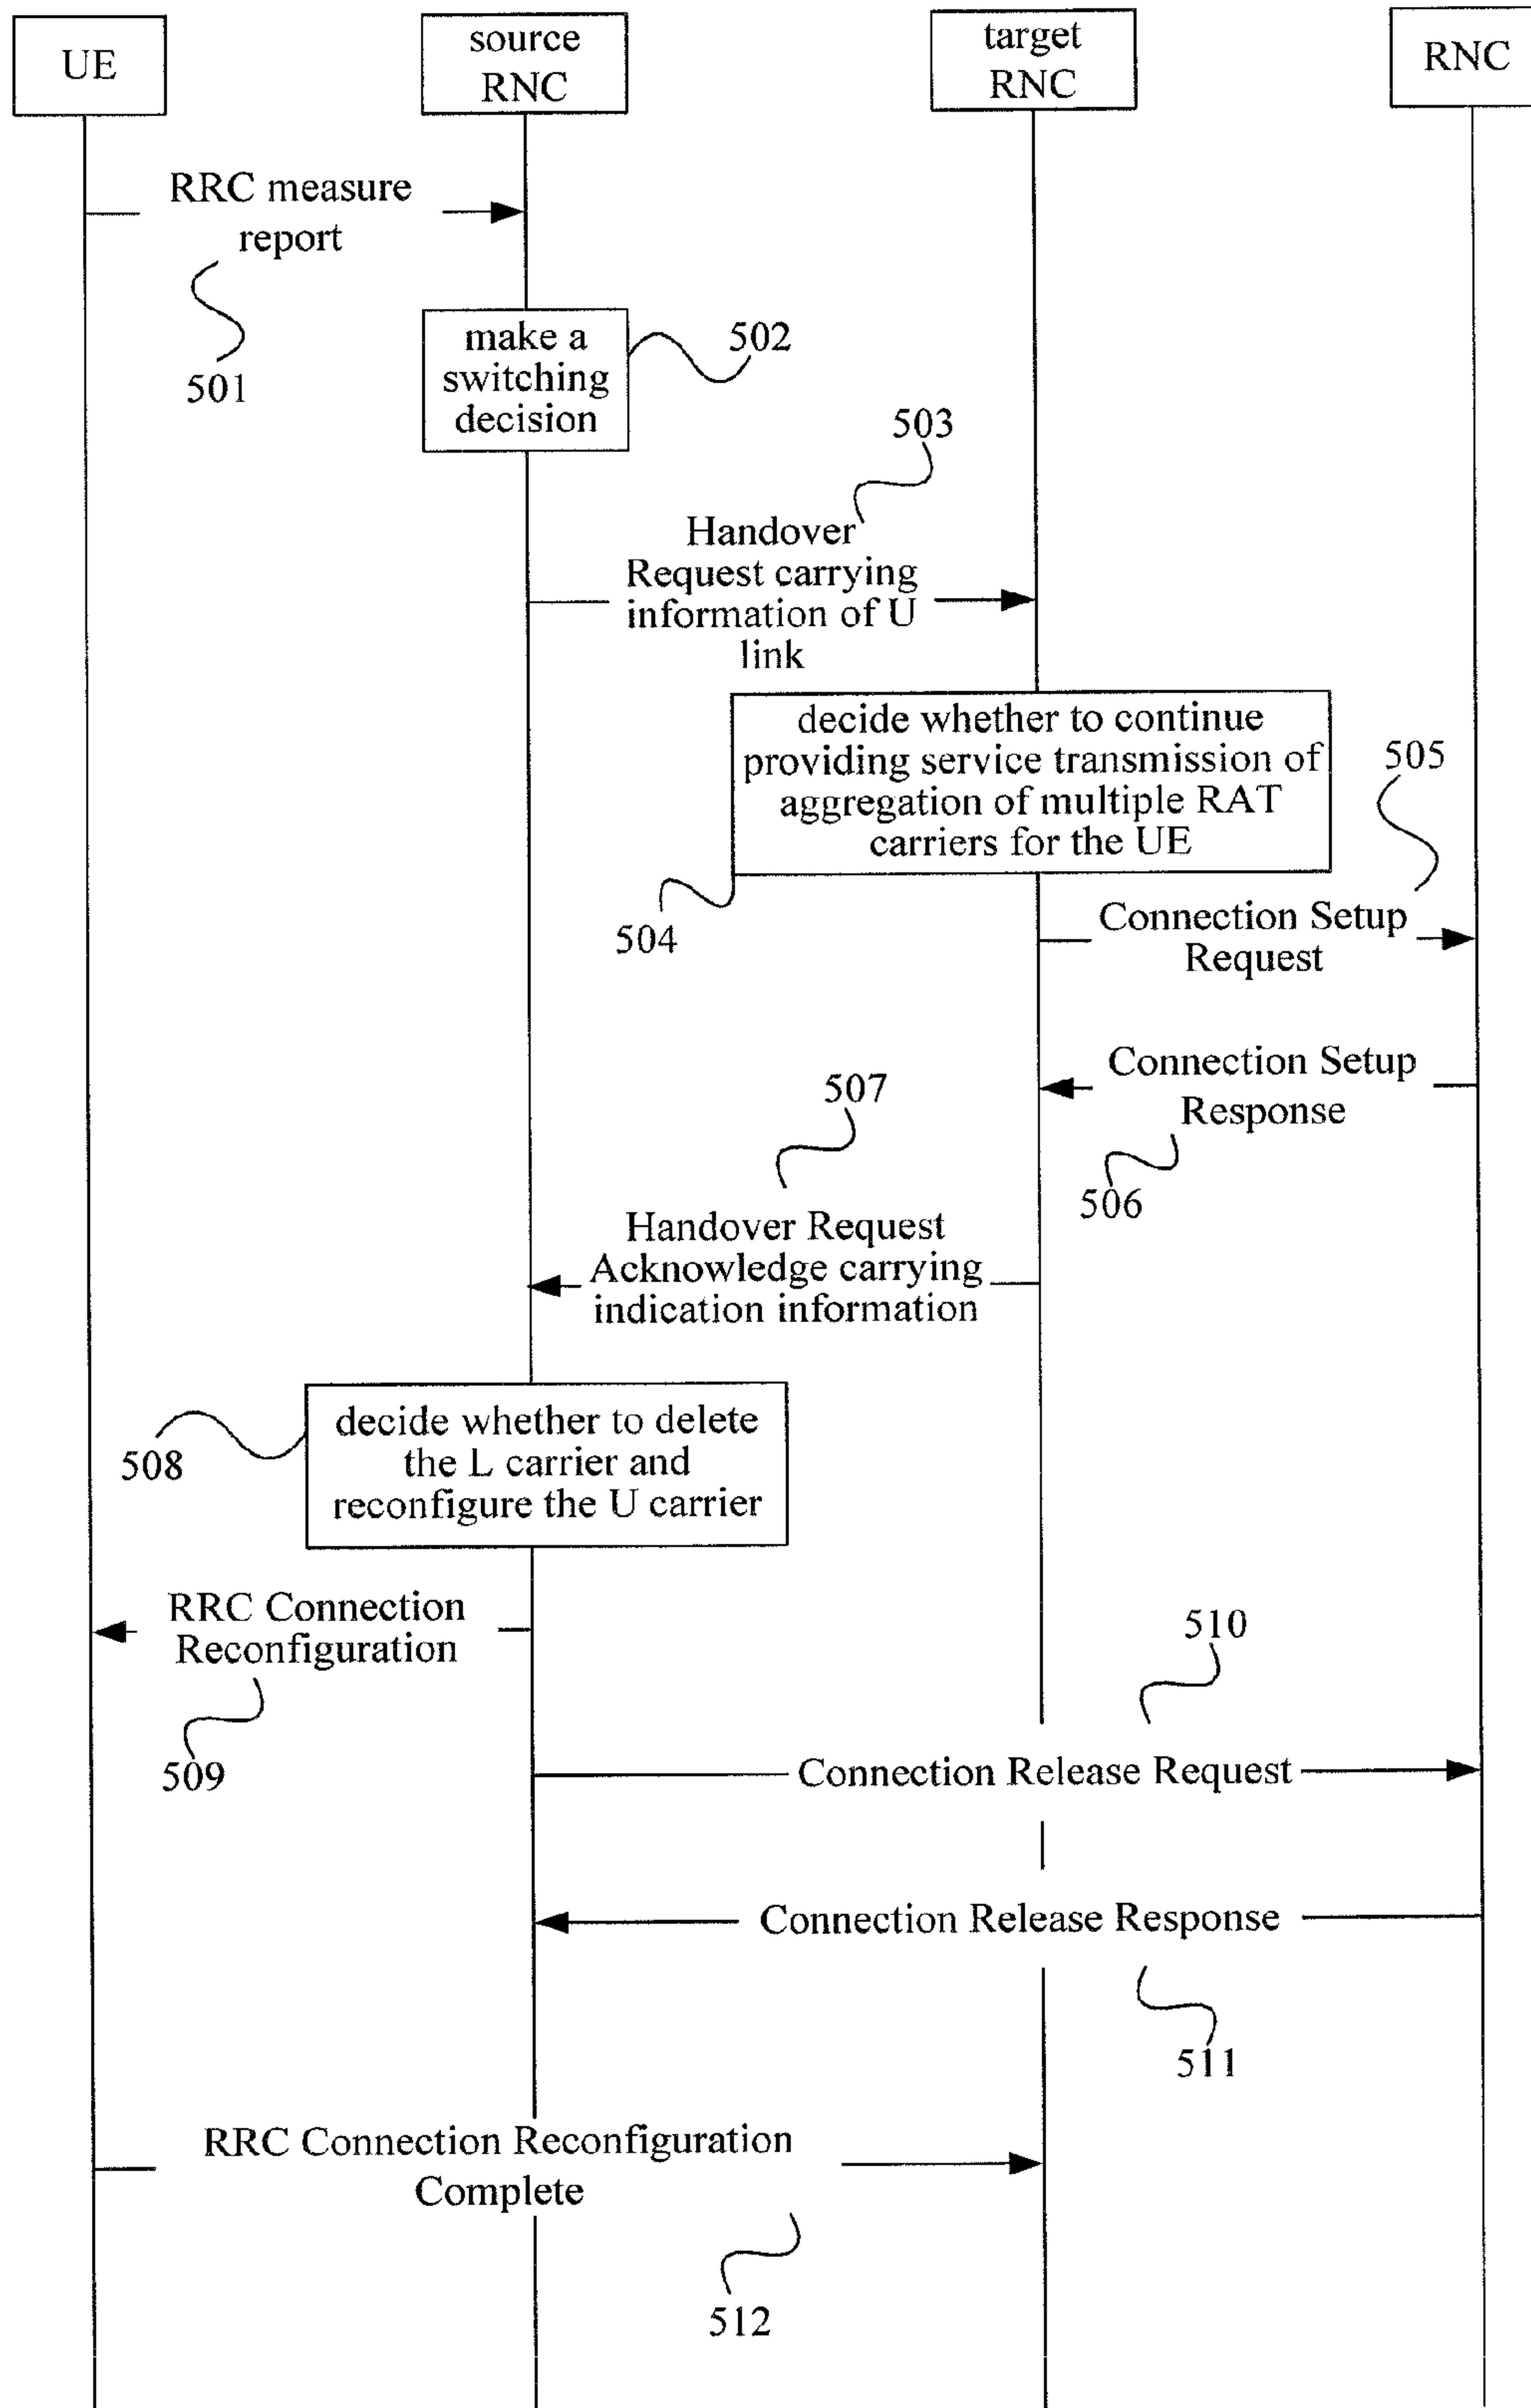 UE
source
RNC
target
RNC
RNC
RRC measure
report
501
make a
switching
decision
502
503
Handover
Request carrying
information of U
link
decide whether to continue
providing service transmission of
aggregation of multiple RAT
carriers for the UE
504
505
Connection Setup
Request
Connection Setup
Response
506
507
Handover Request
Acknowledge carrying
indication information
decide whether to delete
the L carrier and
reconfigure the U carrier
508
RRC Connection
Reconfiguration
509
510
Connection Release Request
Connection Release Response
511
RRC Connection Reconfiguration
Complete
512